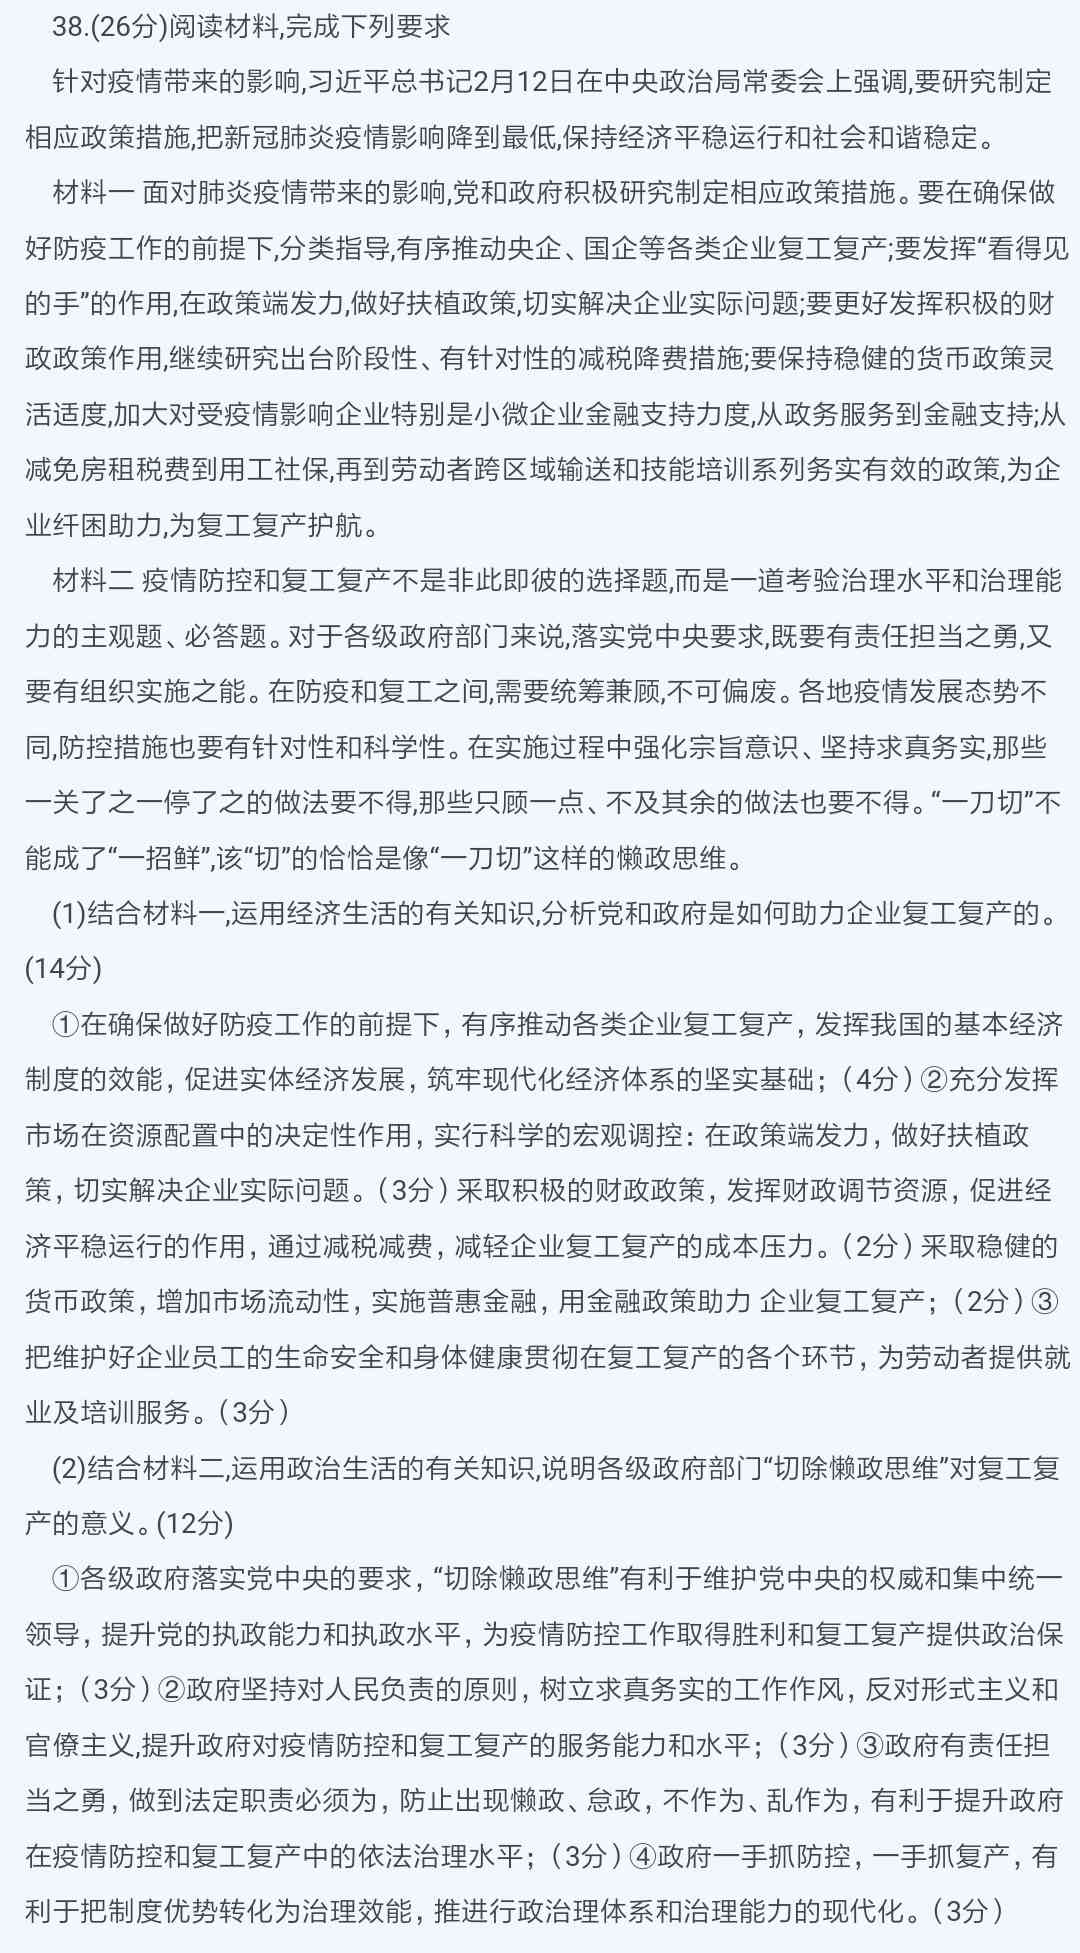 38.(26分)阅读材料,完成下列要求
针对疫情带来的影响,习近平总书记2月12日在中央政治局常委会上强调,要研究制定
相应政策措施,把新冠肺炎疫情影响降到最低,保持经济平稳运行和社会和谐稳定。
材料一 面对肺炎疫情带来的影响,党和政府积极研究制定相应政策措施。要在确保做
好防疫工作的前提下,分类指导,有序推动央企、国企等各类企业复工复产;要发挥“看得见
的手”的作用,在政策端发力,做好扶植政策,切实解决企业实际问题;要更好发挥积极的财
政政策作用,继续研究出台阶段性、有针对性的减税降费措施;要保持稳健的货币政策灵
活适度,加大对受疫情影响企业特别是小微企业金融支持力度,从政务服务到金融支持;从
减免房租税费到用工社保,再到劳动者跨区域输送和技能培训系列务实有效的政策,为企
业纤困助力,为复工复产护航。
材料二 疫情防控和复工复产不是非此即彼的选择题,而是一道考验治理水平和治理能
力的主观题、必答题。对于各级政府部门来说,落实党中央要求,既要有责任担当之勇,又
要有组织实施之能。在防疫和复工之间,需要统筹兼顾,不可偏废。各地疫情发展态势不
同,防控措施也要有针对性和科学性。在实施过程中强化宗旨意识、坚持求真务实,那些
一关了之一停了之的做法要不得,那些只顾一点、不及其余的做法也要不得。“一刀切”不
能成了“一招鲜”,该“切”的恰恰是像“一刀切”这样的懒政思维。
(1)结合材料一,运用经济生活的有关知识,分析党和政府是如何助力企业复工复产的。
(14分)
①在确保做好防疫工作的前提下，有序推动各类企业复工复产，发挥我国的基本经济
制度的效能，促进实体经济发展，筑牢现代化经济体系的坚实基础；（4分）②充分发挥
市场在资源配置中的决定性作用，实行科学的宏观调控：在政策端发力，做好扶植政
策，切实解决企业实际问题。（3分）采取积极的财政政策，发挥财政调节资源，促进经
济平稳运行的作用，通过减税减费，减轻企业复工复产的成本压力。（2分）采取稳健的
货币政策，增加市场流动性，实施普惠金融，用金融政策助力 企业复工复产；（2分）③
把维护好企业员工的生命安全和身体健康贯彻在复工复产的各个环节，为劳动者提供就
业及培训服务。（3分）
(2)结合材料二,运用政治生活的有关知识,说明各级政府部门“切除懒政思维”对复工复
产的意义。(12分)
①各级政府落实党中央的要求，“切除懒政思维”有利于维护党中央的权威和集中统一
领导，提升党的执政能力和执政水平，为疫情防控工作取得胜利和复工复产提供政治保
证；（3分）②政府坚持对人民负责的原则，树立求真务实的工作作风，反对形式主义和
官僚主义,提升政府对疫情防控和复工复产的服务能力和水平；（3分）③政府有责任担
当之勇，做到法定职责必须为，防止出现懒政、怠政，不作为、乱作为，有利于提升政府
在疫情防控和复工复产中的依法治理水平；（3分）④政府一手抓防控，一手抓复产，有
利于把制度优势转化为治理效能，推进行政治理体系和治理能力的现代化。（3分）